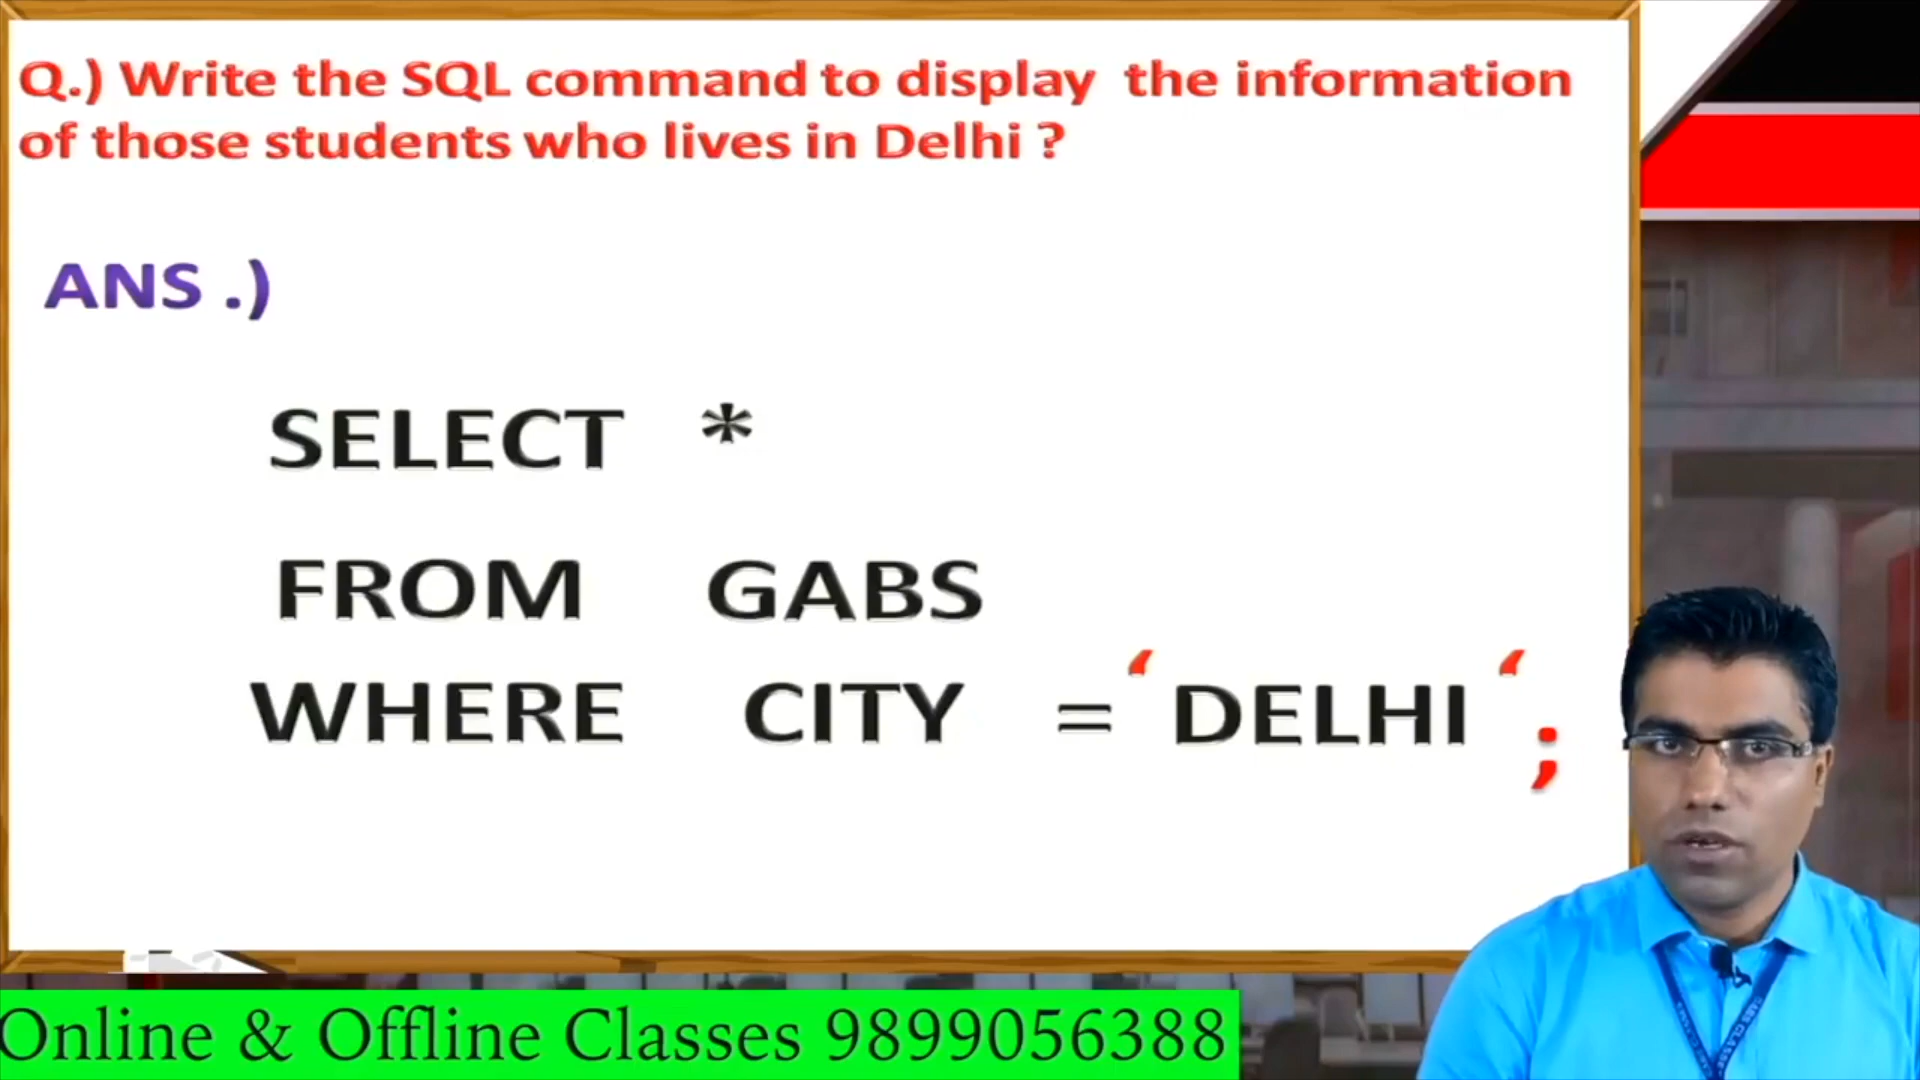 Q.) Write the SQL command to display the information
of those students who lives in Delhi ?
ANS .)
SELECT *
FROM GABS
WHERE CITY = ‘ DELHI ‘ ;
Online & Offline Classes 9899056388